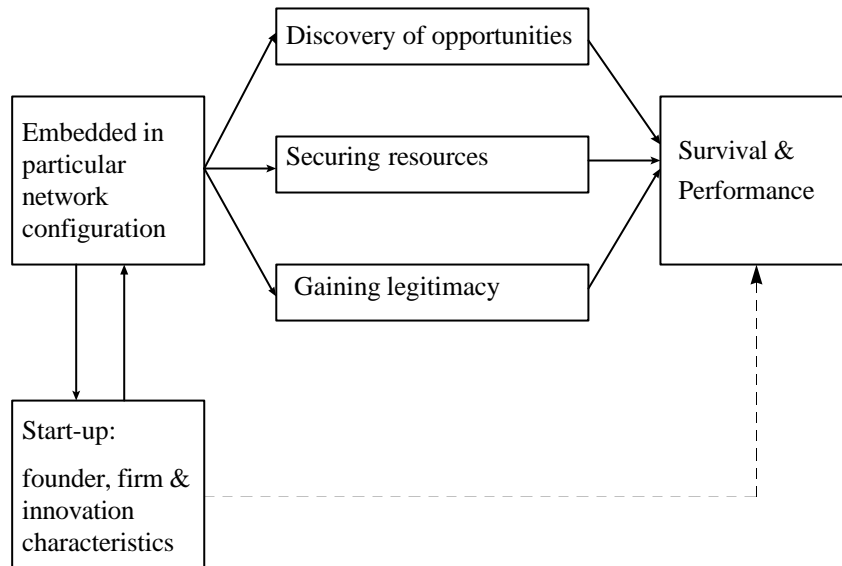 Discovery of opportunities
Embedded in
particular
network
configuration
Securing resources
Survival &
Performance
Gaining legitimacy
Start-up:
founder, firm &
innovation
characteristics